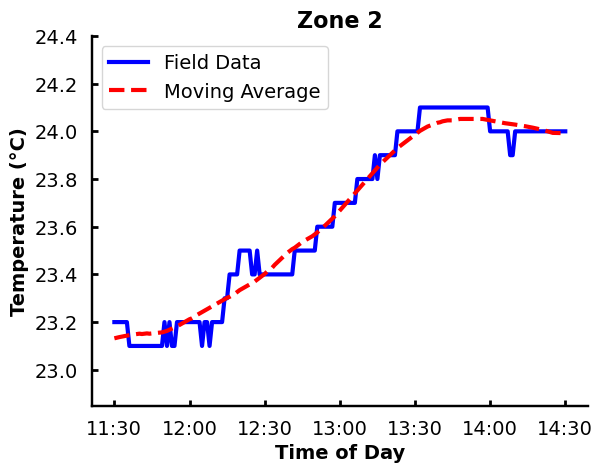 Zone 2
Field Data
Moving Average
Temperature (°C)
24.4
24.2
24.0
23.8
23.6
23.4
23.2
23.0
11:30 12:00 12:30 13:00 13:30 14:00 14:30
Time of Day